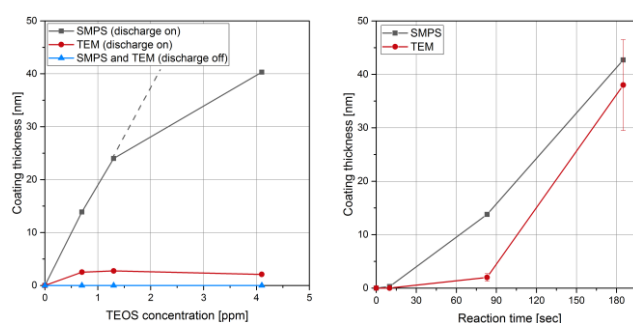 SMPS (discharge on)
TEM (discharge on)
SMPS and TEM (discharge off)
Coating thickness [nm]
50
40
30
20
10
0
0 1 2 3 4 5
TEOS concentration [ppm]
SMPS
TEM
Coating thickness [nm]
50
40
30
20
10
0
0 30 60 90 120 150 180
Reaction time [sec]